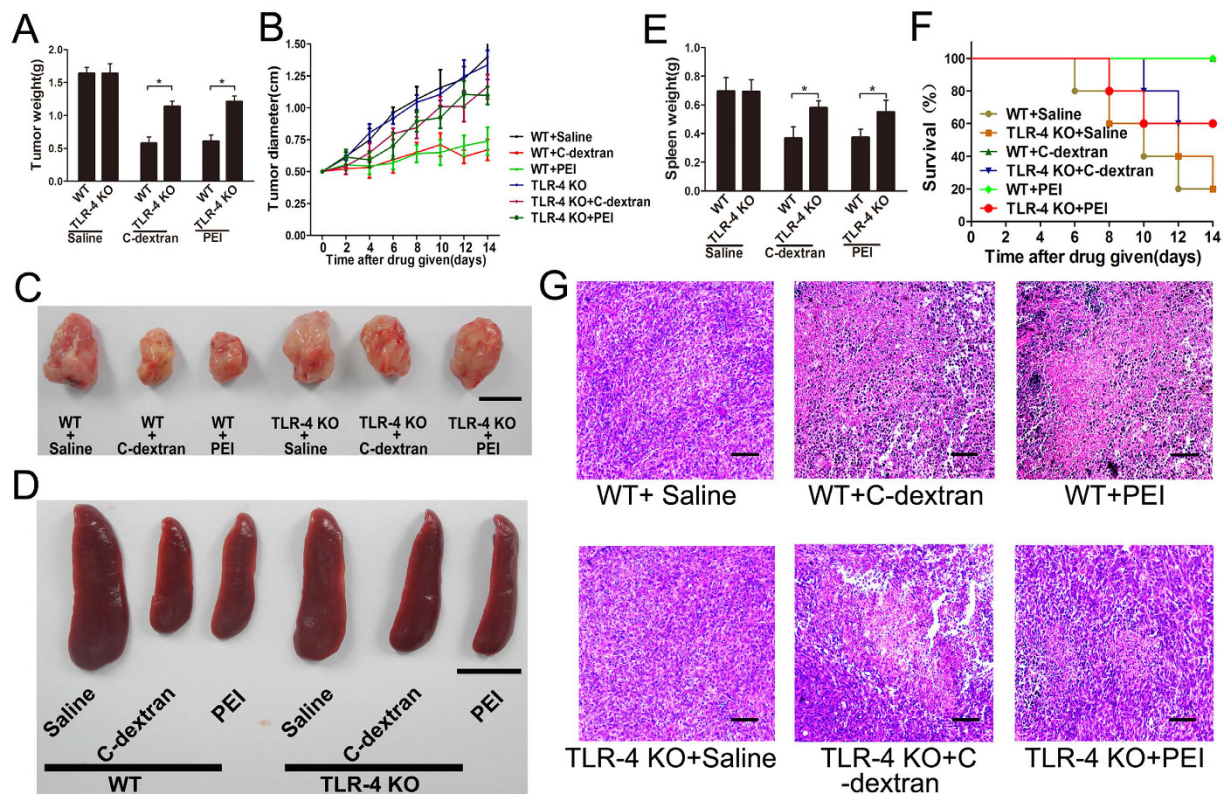 A
Tumor weight(g)
2.0
1.5
1.0
0.5
0.0
*
*
WT
TLR-4 KO
WT
TLR-4 KO
WT
TLR-4 KO
Saline
C-dextran
PEI
B
Tumor diameter(cm)
1.50
1.25
1.00
0.75
0.50
0.25
0.00
0 2 4 6 8 10 12 14
Time after drug given(days)
WT+Saline
WT+C-dextran
WT+PEI
TLR-4 KO
TLR-4 KO+C-dextran
TLR-4 KO+PEI
E
Spleen weight(g)
1.0
0.8
0.6
0.4
0.2
0.0
*
*
WT
TLR-4 KO
WT
TLR-4 KO
WT
TLR-4 KO
Saline
C-dextran
PEI
F
Survival (%)
100
80
60
40
20
0
0 2 4 6 8 10 12 14
Time after drug given(days)
WT+Saline
TLR-4 KO+Saline
WT+C-dextran
TLR-4 KO+C-dextran
WT+PEI
TLR-4 KO+PEI
C
WT
+
Saline
WT
+
C-dextran
WT
+
PEI
TLR-4 KO
+
Saline
TLR-4 KO
+
C-dextran
TLR-4 KO
+
PEI
D
Saline
C-dextran
PEI
Saline
C-dextran
PEI
WT
TLR-4 KO
G
WT+ Saline
WT+C-dextran
WT+PEI
TLR-4 KO+Saline
TLR-4 KO+C
-dextran
TLR-4 KO+PEI